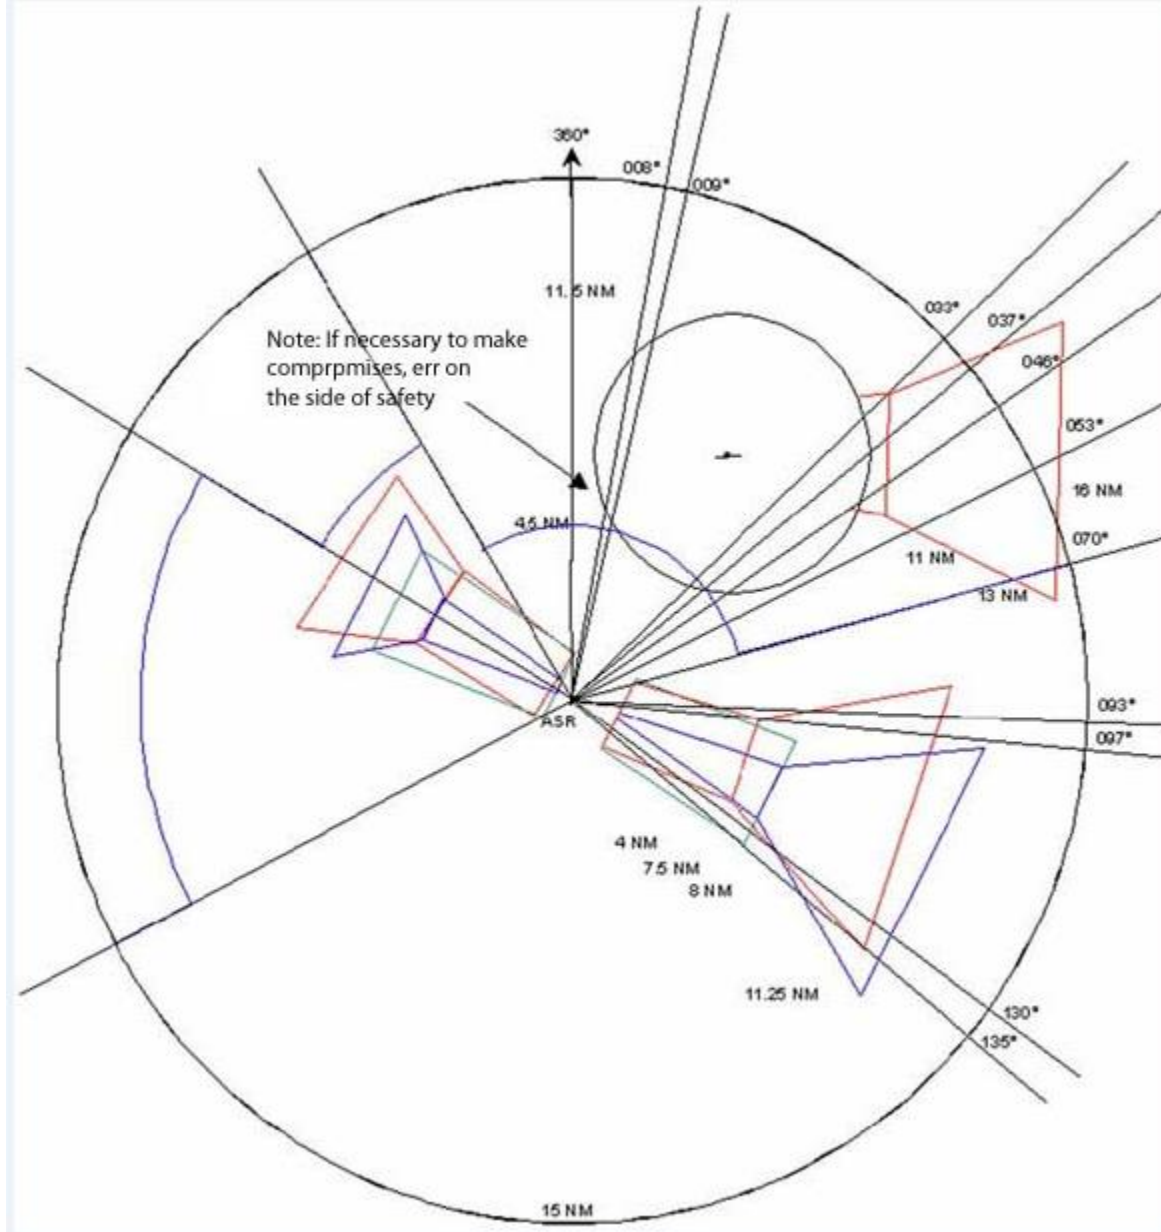 360°
008°
009°
11.5 NM
033°
037°
Note: If necessary to make
comprpmises, err on
the side of safety
046°
053°
16 NM
4.5 NM
070°
11 NM
13 NM
093°
ASR
097°
4 NM
7.5 NM
8 NM
11.25 NM
130°
135°
15 NM